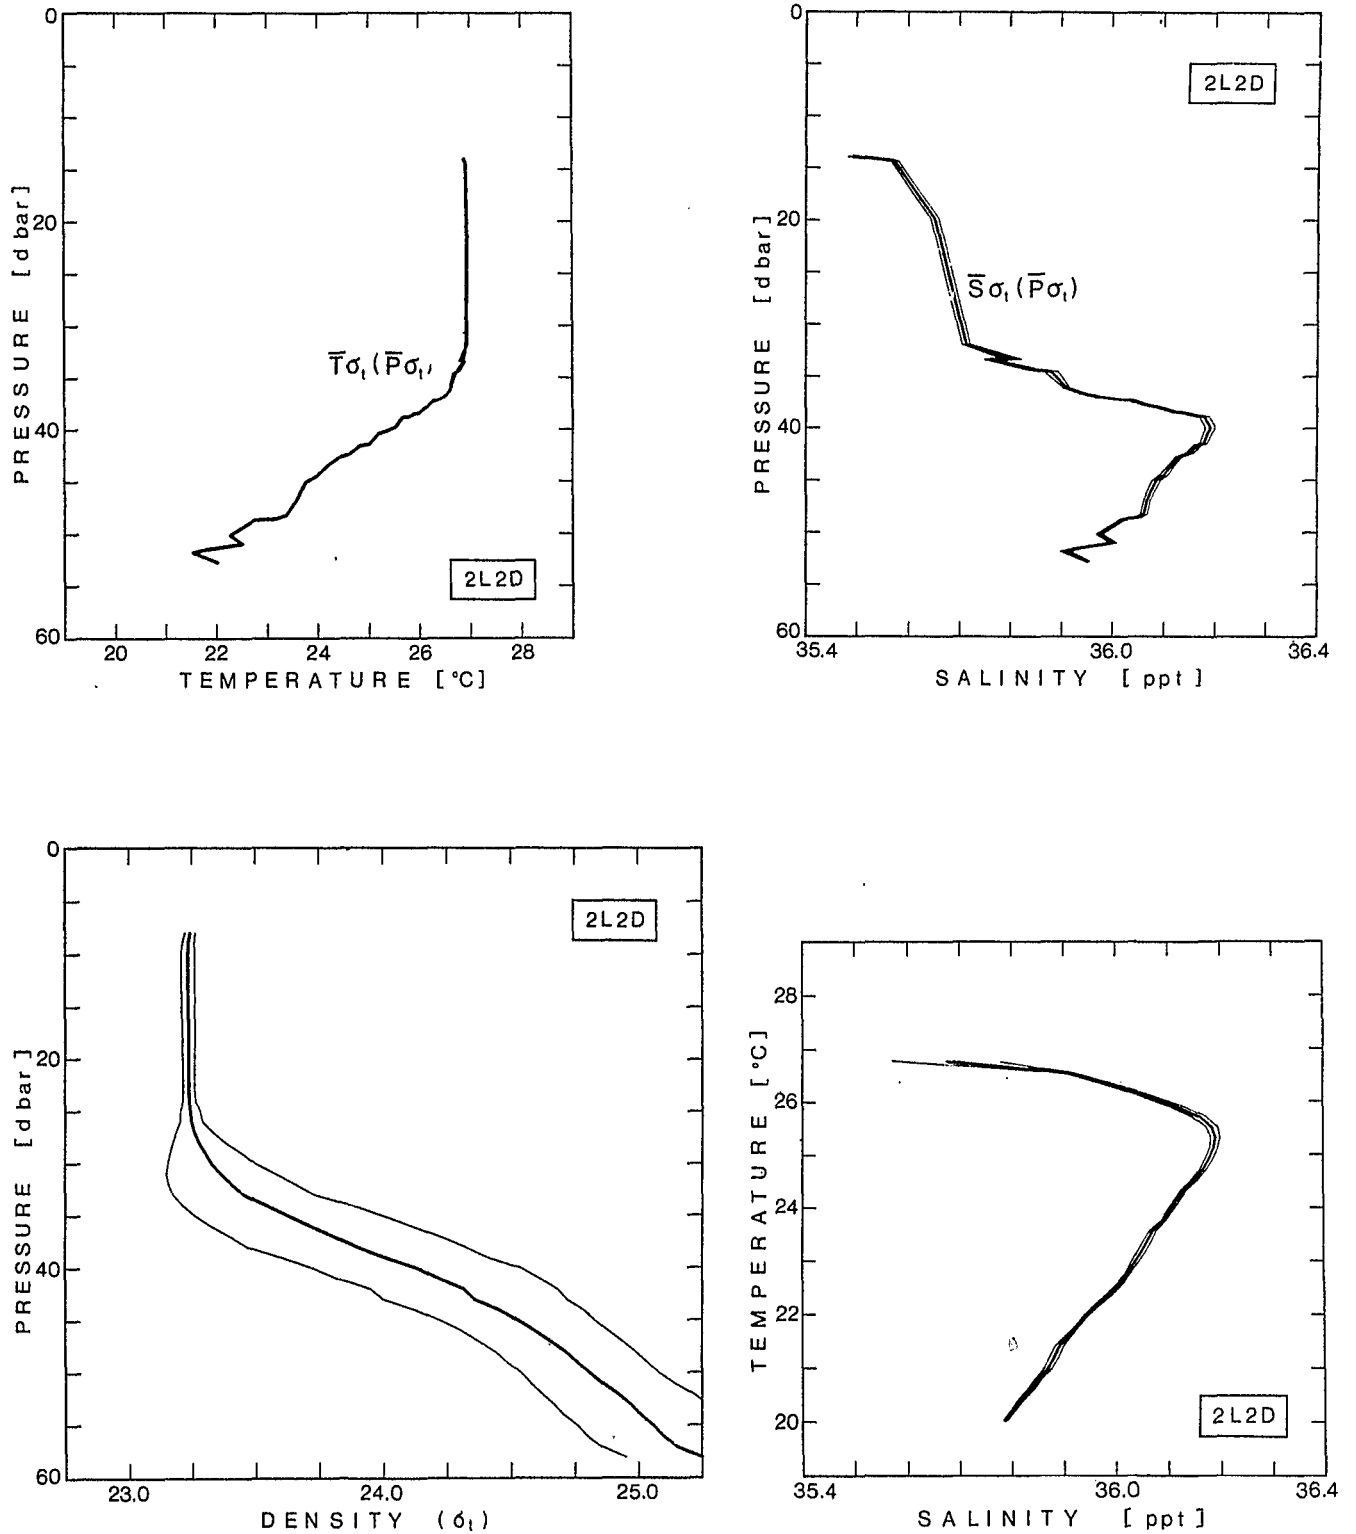 0
20
40
60
PRESSURE [dbar]
T̅σₜ(P̅σₜ)
2L2D
20 22 24 26 28
TEMPERATURE [°C]
0
20
40
60
PRESSURE [dbar]
2L2D
S̅σₜ(P̅σₜ)
35.4 36.0 36.4
SALINITY [ppt]
0
20
40
60
PRESSURE [dbar]
2L2D
23.0 24.0 25.0
DENSITY (σₜ)
28
26
24
22
20
TEMPERATURE [°C]
2L2D
35.4 36.0 36.4
SALINITY [ppt]